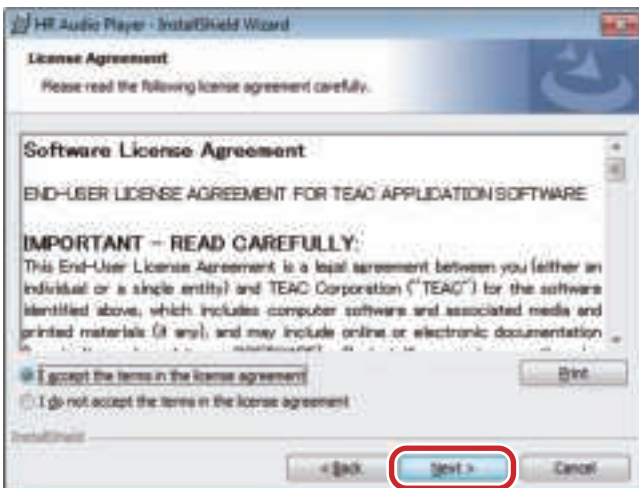 HR Audio Player - InstallShield Wizard
License Agreement
Please read the following license agreement carefully.
Software License Agreement
END-USER LICENSE AGREEMENT FOR TEAC APPLICATION SOFTWARE
IMPORTANT – READ CAREFULLY:
This End-User License Agreement is a legal agreement between you (either an
individual or a single entity) and TEAC Corporation ("TEAC") for the software
identified above, which includes computer software and associated media and
printed materials (if any), and may include online or electronic documentation
I accept the terms in the license agreement
Print
I do not accept the terms in the license agreement
InstallShield
< Back
Next >
Cancel